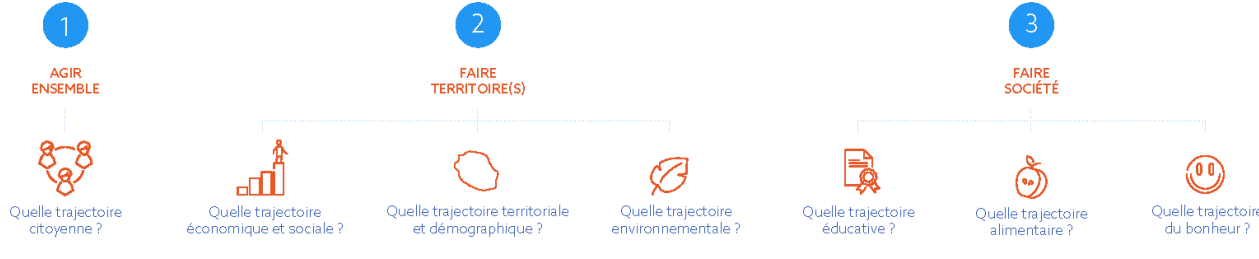 1
AGIR
ENSEMBLE
Quelle trajectoire
citoyenne ?
2
FAIRE
TERRITOIRE(S)
Quelle trajectoire
économique et sociale ?
Quelle trajectoire territoriale
et démographique ?
Quelle trajectoire
environnementale ?
3
FAIRE
SOCIÉTÉ
Quelle trajectoire
éducative ?
Quelle trajectoire
alimentaire ?
Quelle trajectoire
du bonheur ?